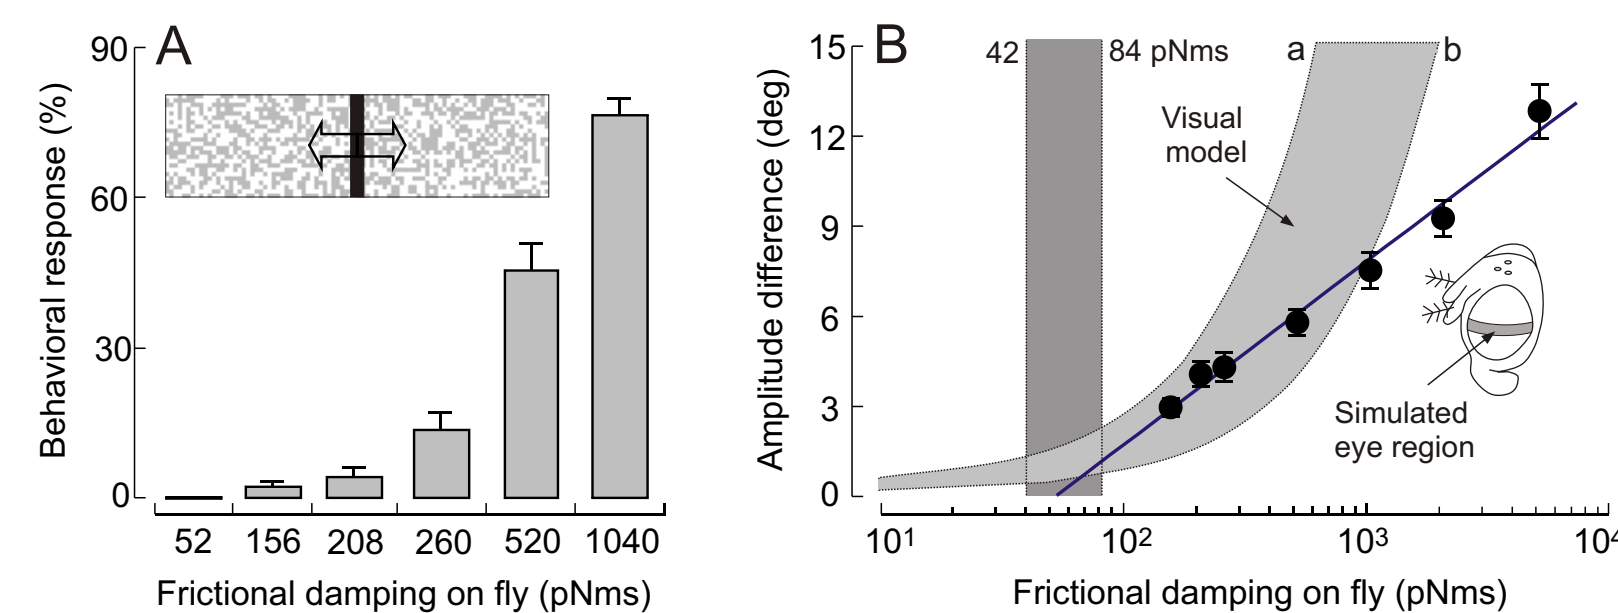 A
Behavioral response (%)
90
60
30
0
52 156 208 260 520 1040
Frictional damping on fly (pNms)
B
Amplitude difference (deg)
15
12
9
6
3
0
42 84 pNms
a b
Visual
model
Simulated
eye region
10¹ 10² 10³ 10⁴
Frictional damping on fly (pNms)